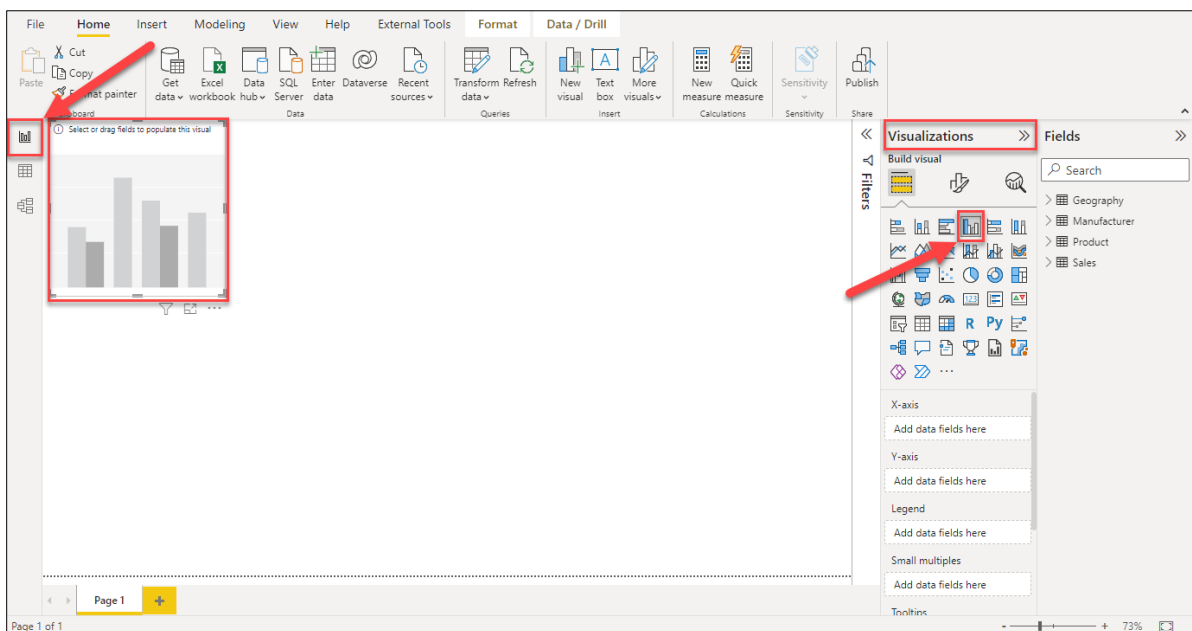 File Home Insert Modeling View Help External Tools Format Data / Drill
Paste
Cut
Copy
Format painter
Clipboard
Get data
Excel workbook
Data hub
SQL Server
Enter data
Dataverse
Recent sources
Data
Transform data
Refresh
Queries
New visual
Text box
More visuals
Insert
New measure
Quick measure
Calculations
Sensitivity
Sensitivity
Publish
Share
Select or drag fields to populate this visual
Filters
Visualizations
Build visual
123
R
Py
X-axis
Add data fields here
Y-axis
Add data fields here
Legend
Add data fields here
Small multiples
Add data fields here
Tooltips
Fields
Search
Geography
Manufacturer
Product
Sales
Page 1
Page 1 of 1
73%